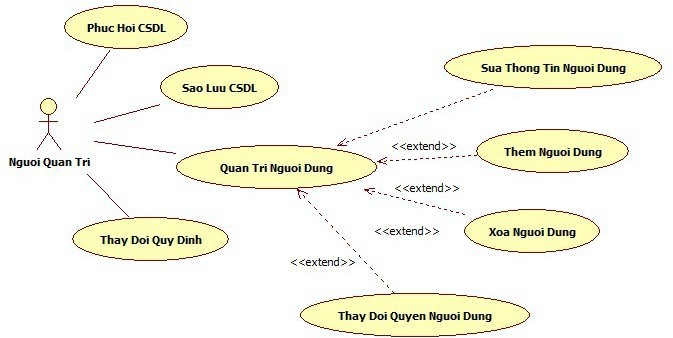 Phuc Hoi CSDL
Sua Thong Tin Nguoi Dung
Sao Luu CSDL
<<extend>>
Them Nguoi Dung
Nguoi Quan Tri
Quan Tri Nguoi Dung
<<extend>>
<<extend>>
Xoa Nguoi Dung
Thay Doi Quy Dinh
<<extend>>
Thay Doi Quyen Nguoi Dung